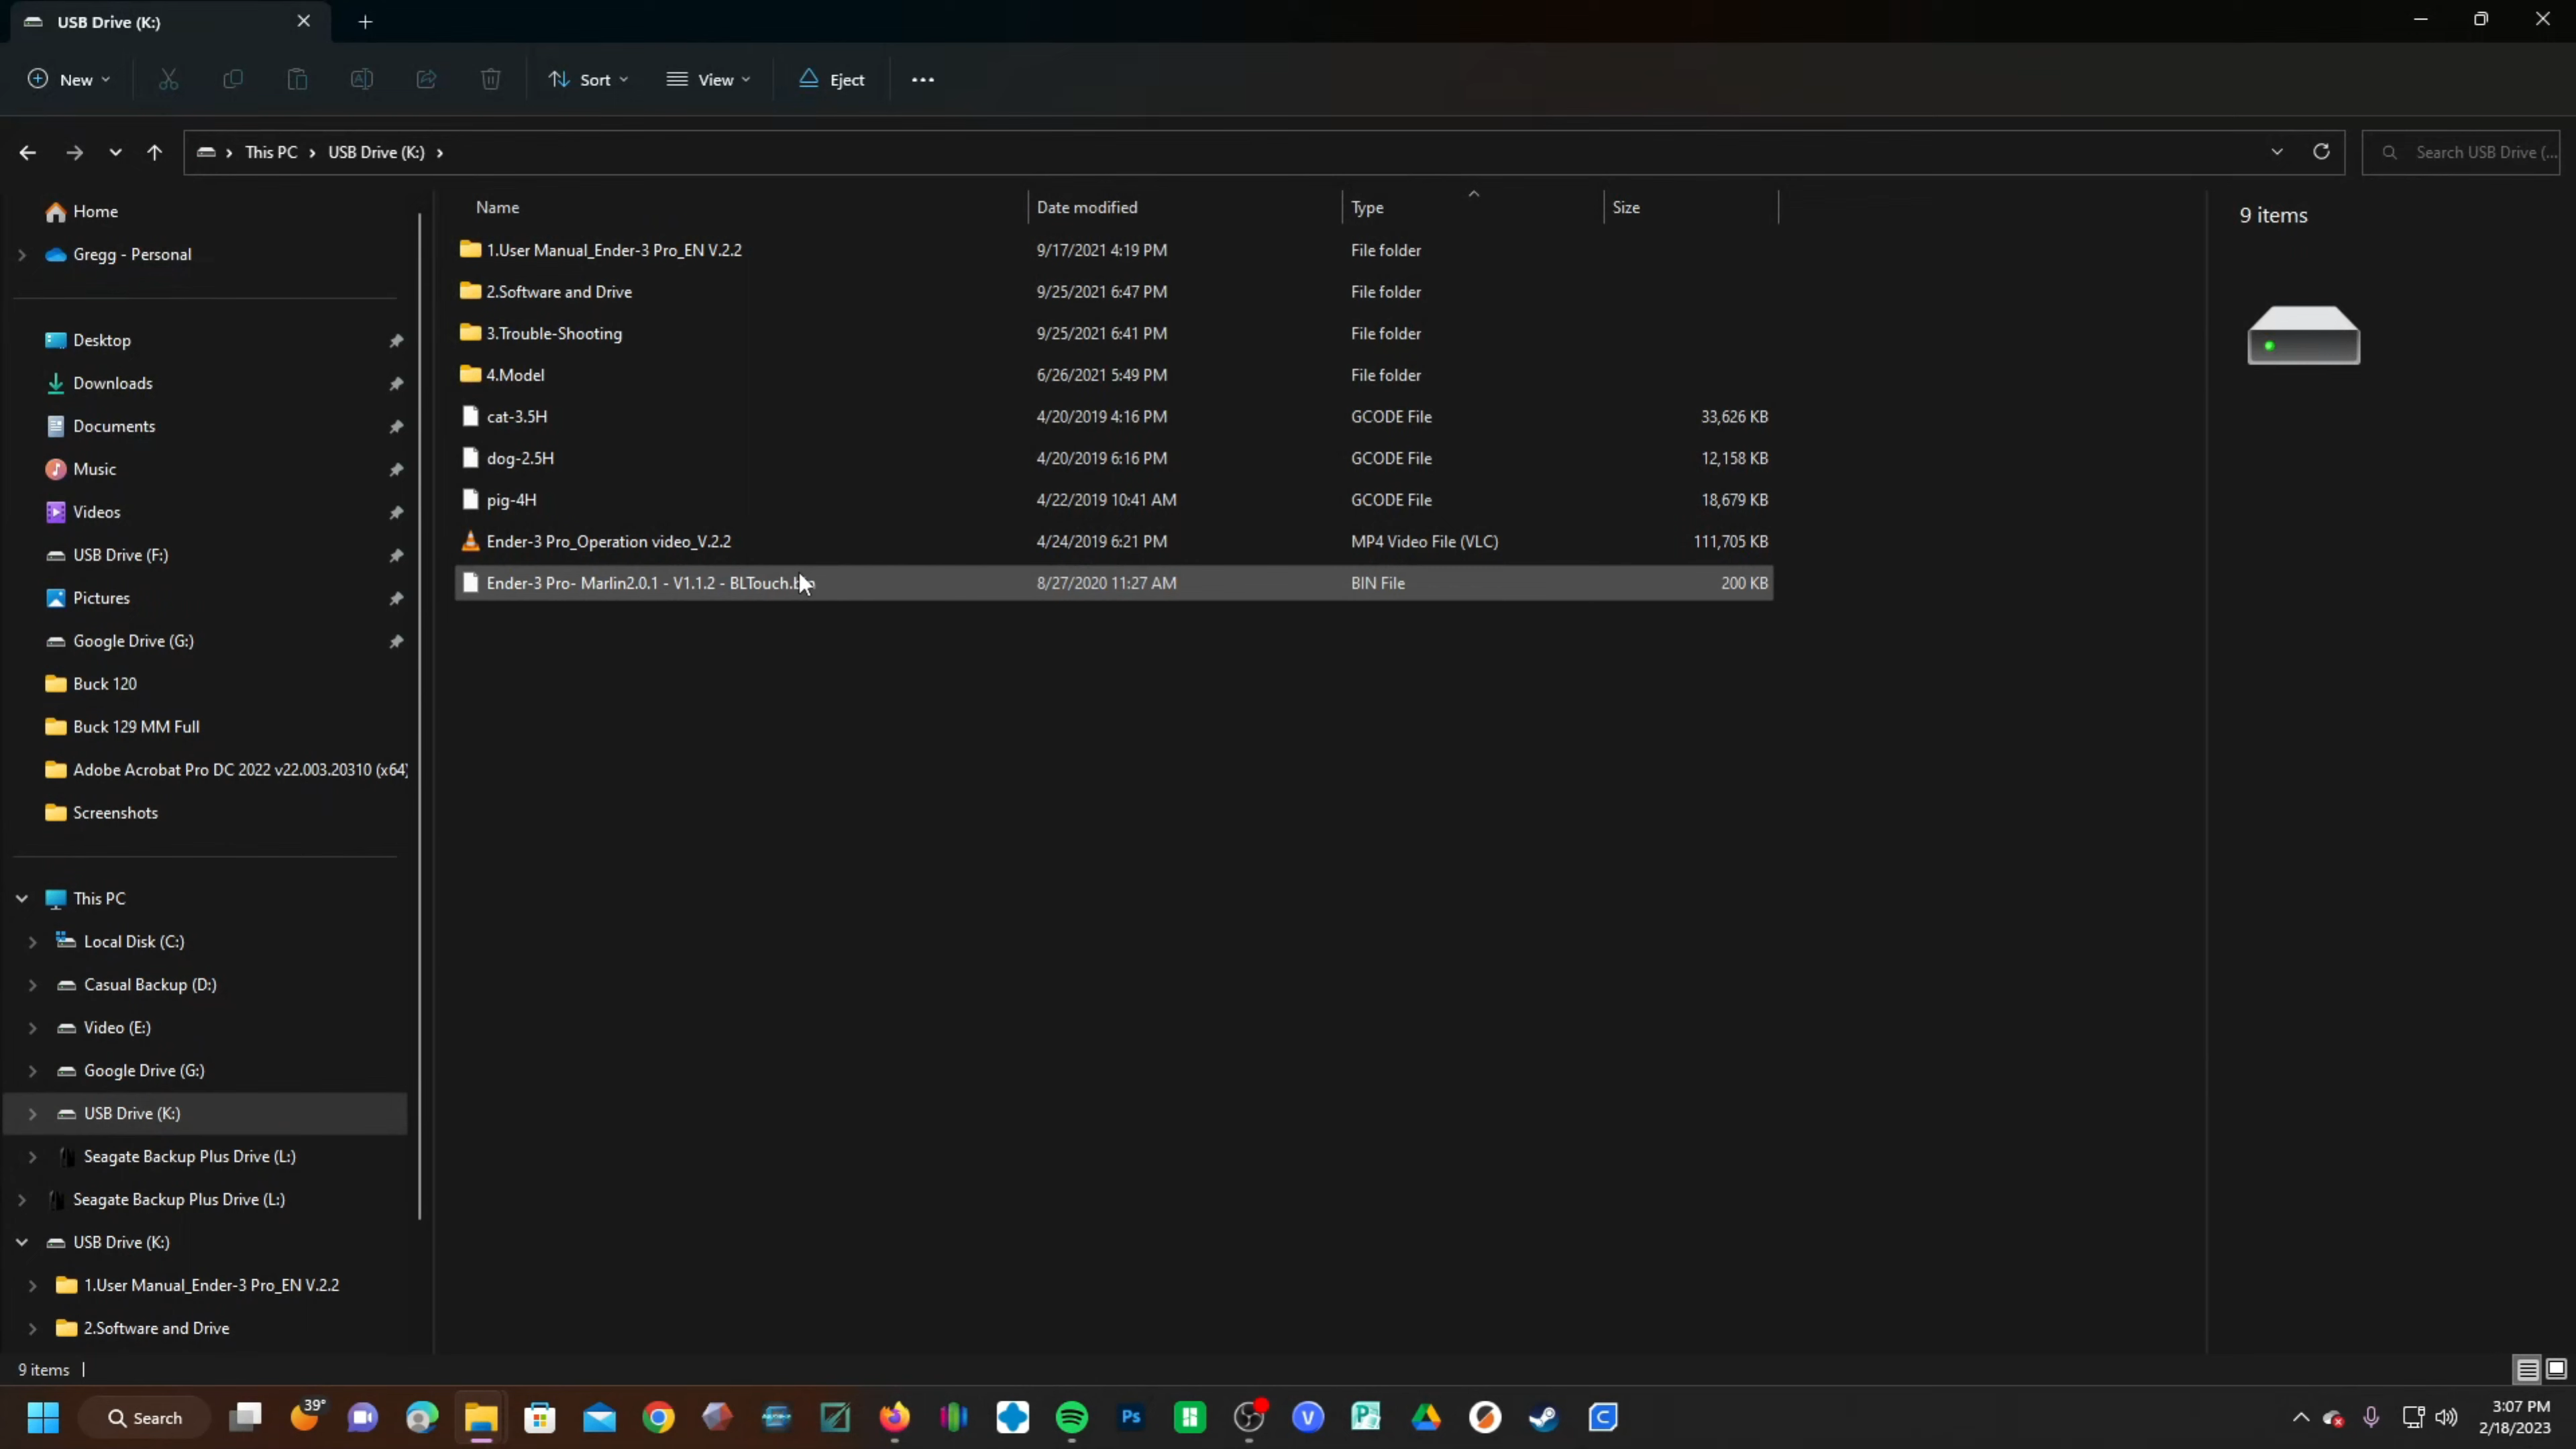 USB Drive (K:)
New
Sort
View
Eject
This PC > USB Drive (K:) >
Search USB Drive (...
Home
Gregg - Personal
Desktop
Downloads
Documents
Music
Videos
USB Drive (F:)
Pictures
Google Drive (G:)
Buck 120
Buck 129 MM Full
Adobe Acrobat Pro DC 2022 v22.003.20310 (x64)
Screenshots
This PC
Local Disk (C:)
Casual Backup (D:)
Video (E:)
Google Drive (G:)
USB Drive (K:)
Seagate Backup Plus Drive (L:)
Seagate Backup Plus Drive (L:)
USB Drive (K:)
1.User Manual_Ender-3 Pro_EN V.2.2
2.Software and Drive
Name Date modified Type Size
1.User Manual_Ender-3 Pro_EN V.2.2 9/17/2021 4:19 PM File folder
2.Software and Drive 9/25/2021 6:47 PM File folder
3.Trouble-Shooting 9/25/2021 6:41 PM File folder
4.Model 6/26/2021 5:49 PM File folder
cat-3.5H 4/20/2019 4:16 PM GCODE File 33,626 KB
dog-2.5H 4/20/2019 6:16 PM GCODE File 12,158 KB
pig-4H 4/22/2019 10:41 AM GCODE File 18,679 KB
Ender-3 Pro_Operation video_V.2.2 4/24/2019 6:21 PM MP4 Video File (VLC) 111,705 KB
Ender-3 Pro- Marlin2.0.1 - V1.1.2 - BLTouch.bin 8/27/2020 11:27 AM BIN File 200 KB
9 items
9 items
Search
39°
Ps
V
C
3:07 PM
2/18/2023